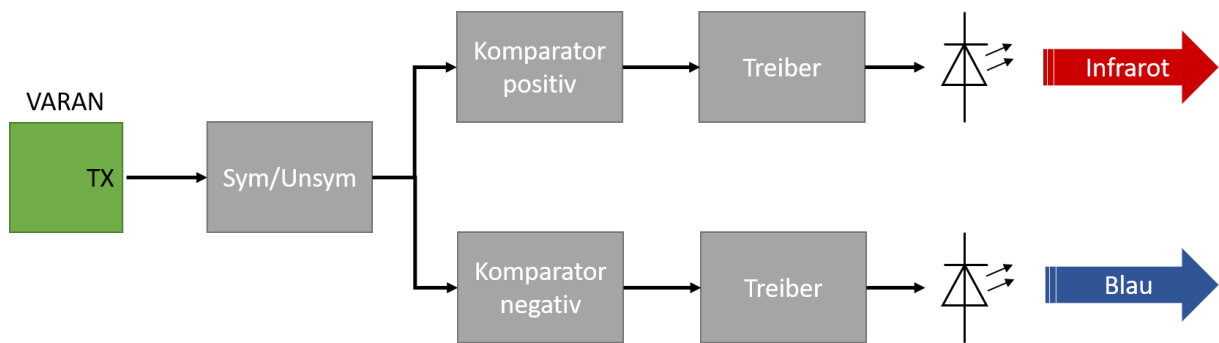 VARAN
TX
Sym/Unsym
Komparator
positiv
Treiber
Infrarot
Komparator
negativ
Treiber
Blau